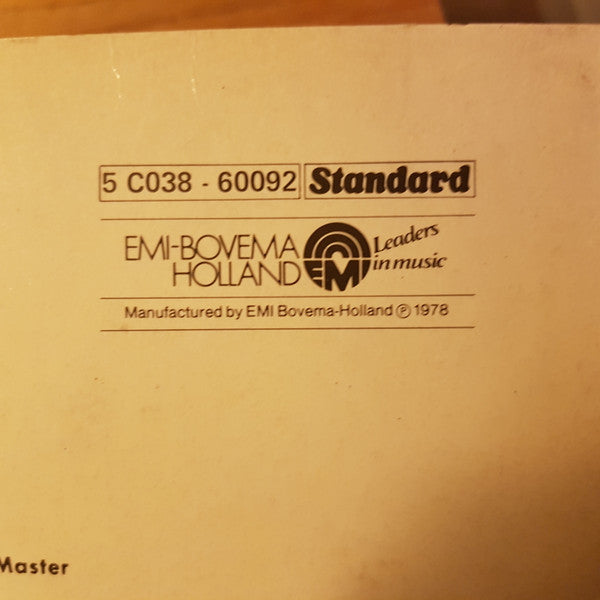 5 C038 - 60092 Standard
EMI-BOVEMA
HOLLAND
EMI
Leaders
in music
Manufactured by EMI Bovema-Holland ℗ 1978
Master